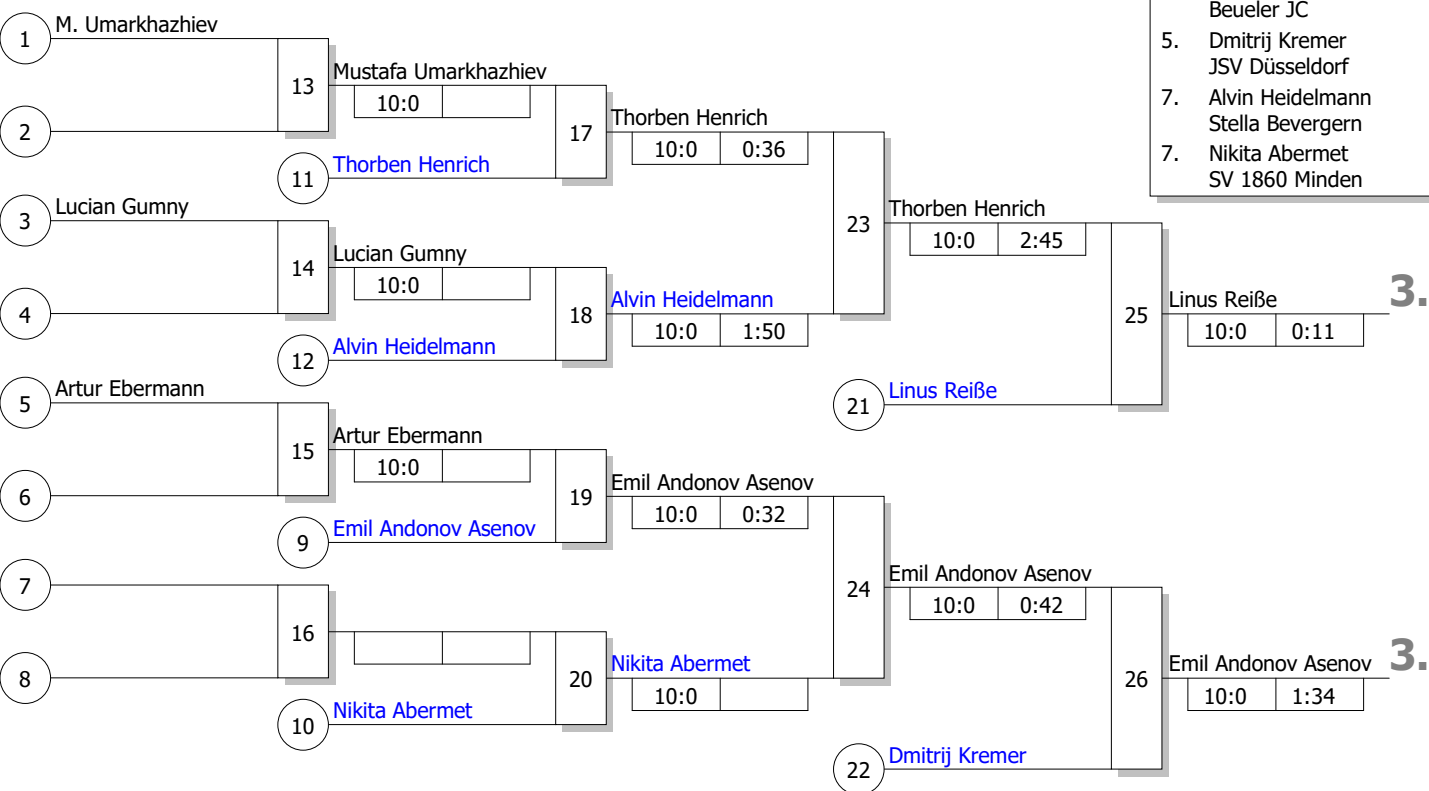 Beueler JC
5. Dmitrij Kremer
JSV Düsseldorf
7. Alvin Heidelmann
Stella Bevergern
7. Nikita Abermet
SV 1860 Minden
1 M. Umarkhazhiev
13 Mustafa Umarkhazhiev
10:0
2
17 Thorben Henrich
10:0 0:36
11 Thorben Henrich
3 Lucian Gumny
23 Thorben Henrich
10:0 2:45
14 Lucian Gumny
10:0
4
18 Alvin Heidelmann
10:0 1:50
25 Linus Reiße 3.
10:0 0:11
12 Alvin Heidelmann
5 Artur Ebermann
21 Linus Reiße
15 Artur Ebermann
10:0
6
19 Emil Andonov Asenov
10:0 0:32
9 Emil Andonov Asenov
7
24 Emil Andonov Asenov
10:0 0:42
16
8
20 Nikita Abermet
10:0
26 Emil Andonov Asenov 3.
10:0 1:34
10 Nikita Abermet
22 Dmitrij Kremer